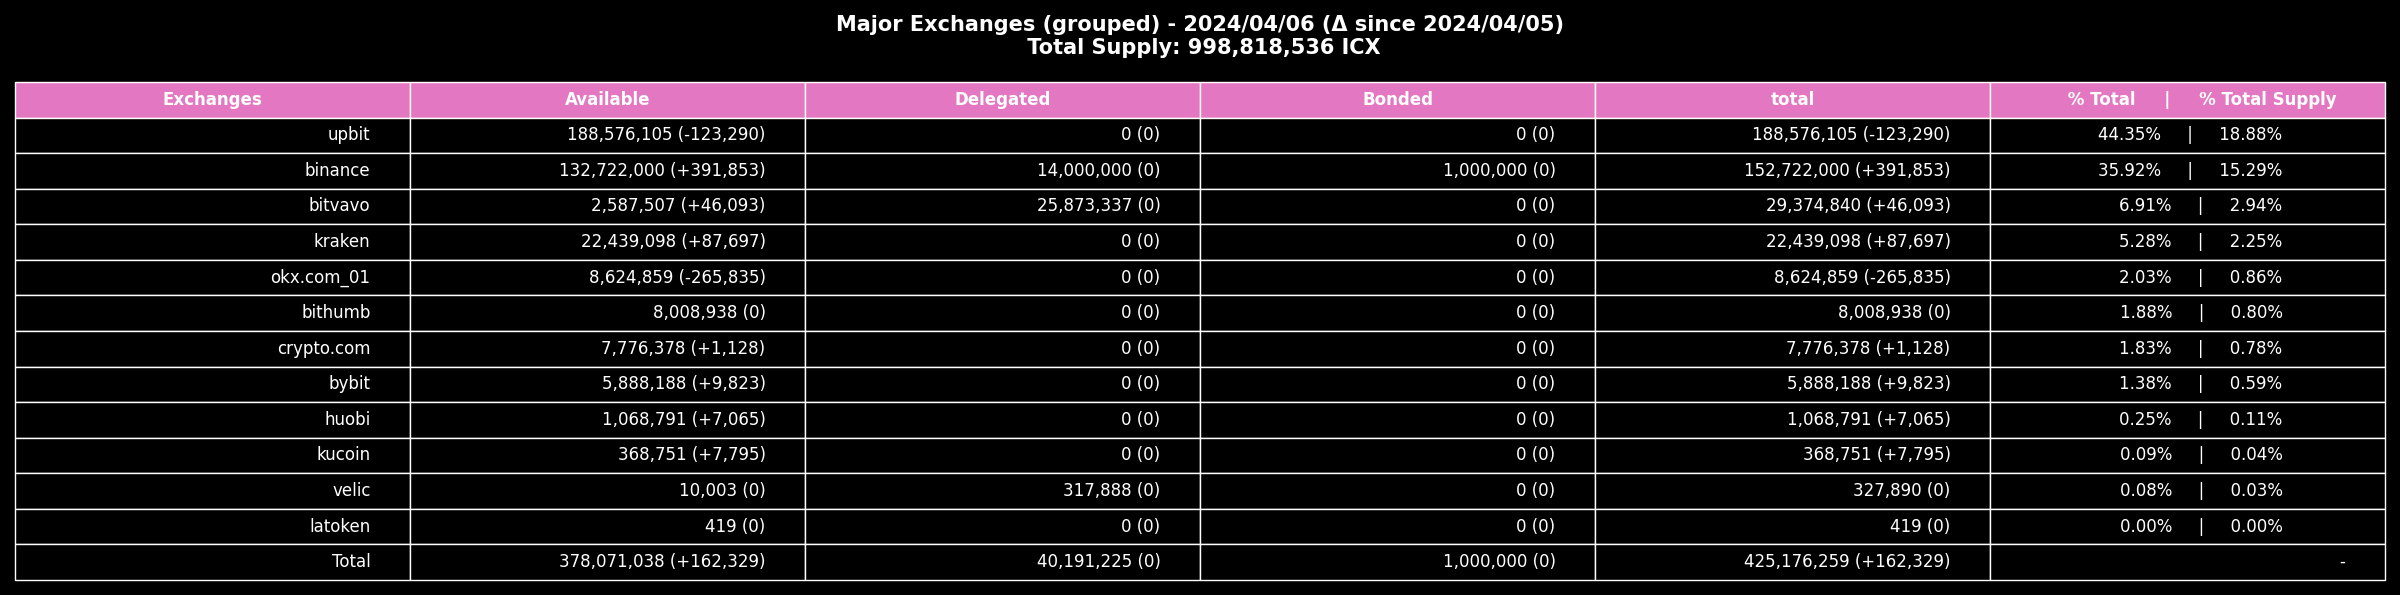 Major Exchanges (grouped) - 2024/04/06 (Δ since 2024/04/05)
Total Supply: 998,818,536 ICX
Exchanges Available Delegated Bonded total % Total | % Total Supply
upbit 188,576,105 (-123,290) 0 (0) 0 (0) 188,576,105 (-123,290) 44.35% | 18.88%
binance 132,722,000 (+391,853) 14,000,000 (0) 1,000,000 (0) 152,722,000 (+391,853) 35.92% | 15.29%
bitvavo 2,587,507 (+46,093) 25,873,337 (0) 0 (0) 29,374,840 (+46,093) 6.91% | 2.94%
kraken 22,439,098 (+87,697) 0 (0) 0 (0) 22,439,098 (+87,697) 5.28% | 2.25%
okx.com_01 8,624,859 (-265,835) 0 (0) 0 (0) 8,624,859 (-265,835) 2.03% | 0.86%
bithumb 8,008,938 (0) 0 (0) 0 (0) 8,008,938 (0) 1.88% | 0.80%
crypto.com 7,776,378 (+1,128) 0 (0) 0 (0) 7,776,378 (+1,128) 1.83% | 0.78%
bybit 5,888,188 (+9,823) 0 (0) 0 (0) 5,888,188 (+9,823) 1.38% | 0.59%
huobi 1,068,791 (+7,065) 0 (0) 0 (0) 1,068,791 (+7,065) 0.25% | 0.11%
kucoin 368,751 (+7,795) 0 (0) 0 (0) 368,751 (+7,795) 0.09% | 0.04%
velic 10,003 (0) 317,888 (0) 0 (0) 327,890 (0) 0.08% | 0.03%
latoken 419 (0) 0 (0) 0 (0) 419 (0) 0.00% | 0.00%
Total 378,071,038 (+162,329) 40,191,225 (0) 1,000,000 (0) 425,176,259 (+162,329) -